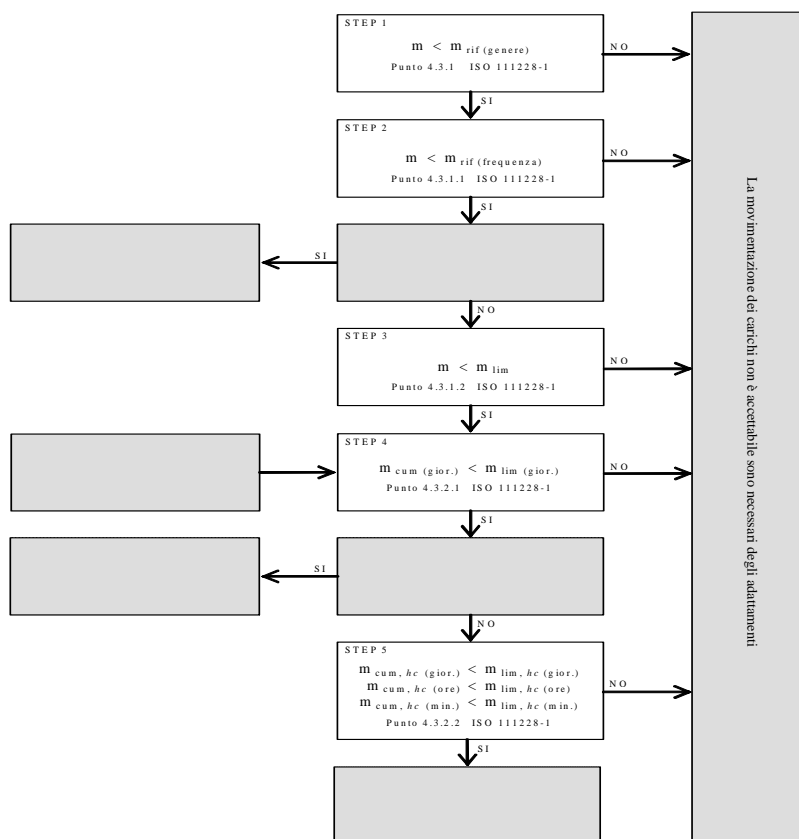 STEP 1
m < m rif (genere)
Punto 4.3.1 ISO 111228-1
NO
SI
STEP 2
m < m rif (frequenza)
Punto 4.3.1.1 ISO 111228-1
NO
SI
SI
NO
STEP 3
m < m lim
Punto 4.3.1.2 ISO 111228-1
NO
SI
STEP 4
m cum (gior.) < m lim (gior.)
Punto 4.3.2.1 ISO 111228-1
NO
SI
SI
NO
STEP 5
m cum, hc (gior.) < m lim, hc (gior.)
m cum, hc (ore) < m lim, hc (ore)
m cum, hc (min.) < m lim, hc (min.)
Punto 4.3.2.2 ISO 111228-1
NO
SI
La movimentazione dei carichi non è accettabile sono necessari degli adattamenti